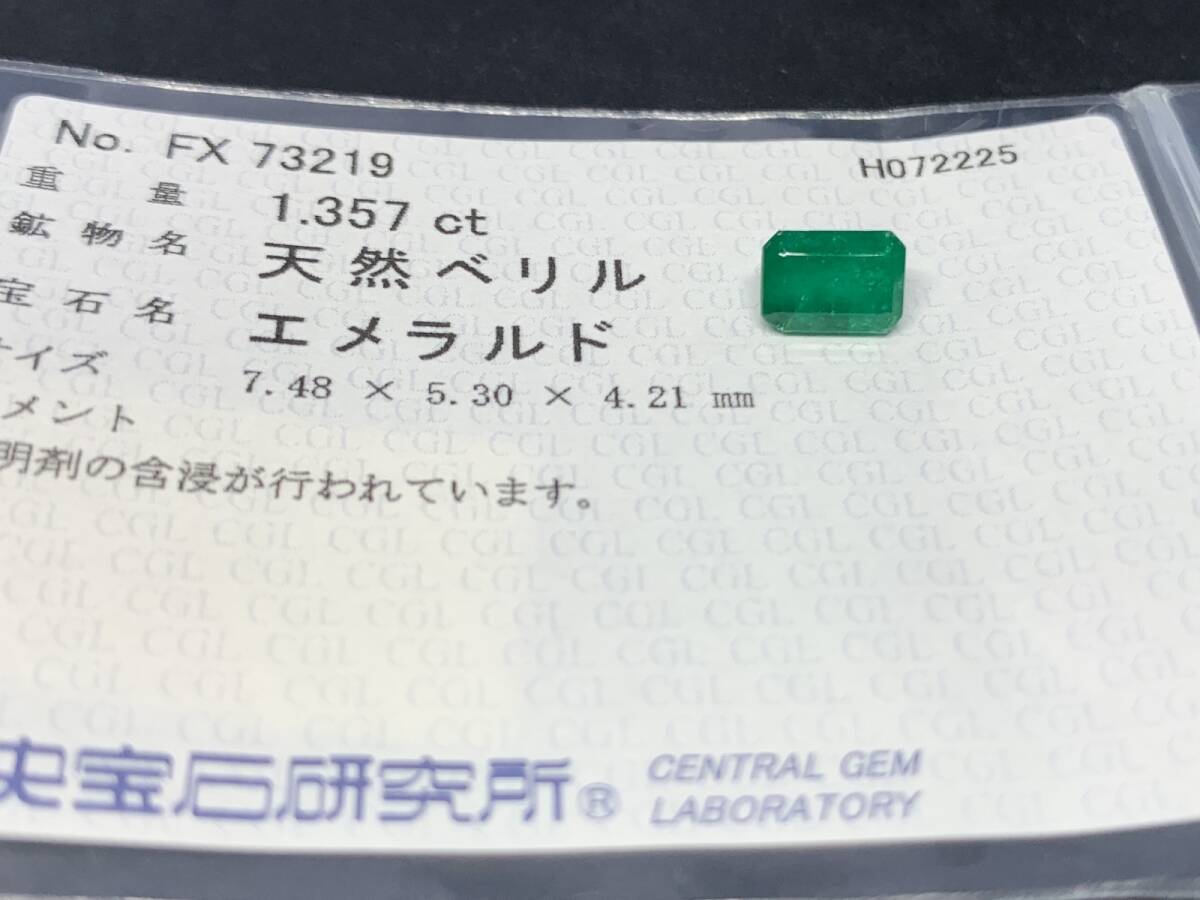 No. FX 73219 H072225
重量 1.357 ct
鉱物名 天然ベリル
宝石名 エメラルド
イズ 7.48 × 5.30 × 4.21 mm
メント
明剤の含浸が行われています。
宝石研究所® CENTRAL GEM
LABORATORY